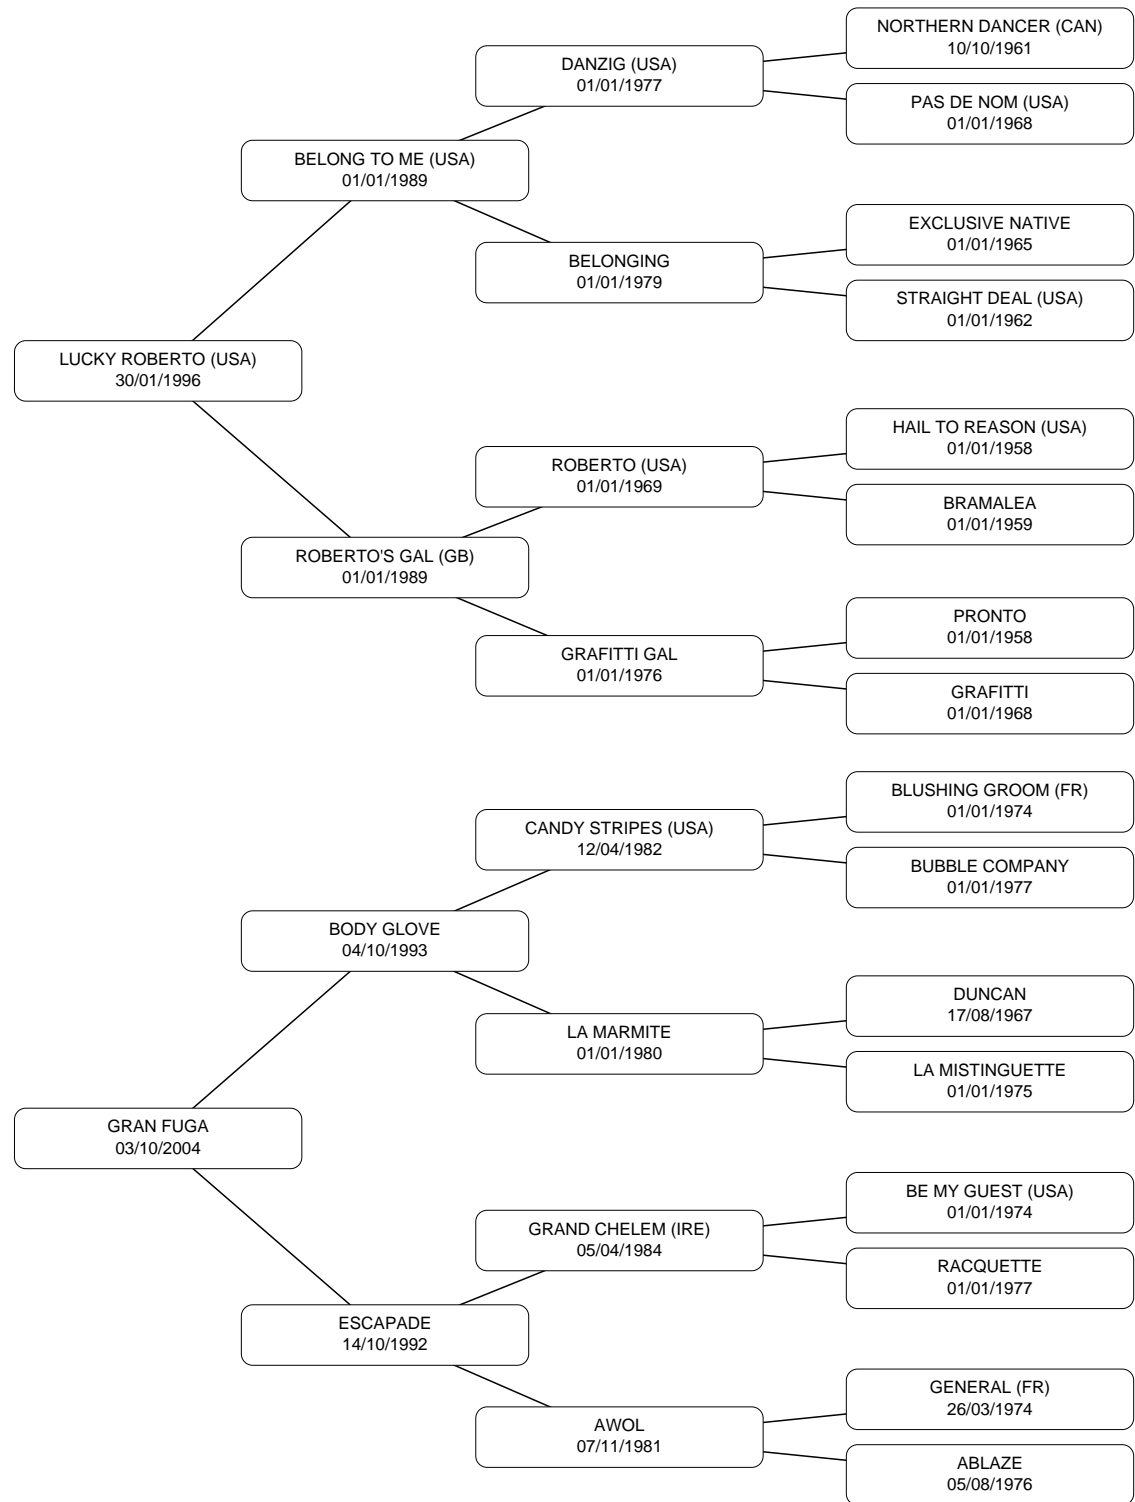 NORTHERN DANCER (CAN)
10/10/1961
DANZIG (USA)
01/01/1977
PAS DE NOM (USA)
01/01/1968
BELONG TO ME (USA)
01/01/1989
EXCLUSIVE NATIVE
01/01/1965
BELONGING
01/01/1979
STRAIGHT DEAL (USA)
01/01/1962
LUCKY ROBERTO (USA)
30/01/1996
HAIL TO REASON (USA)
01/01/1958
ROBERTO (USA)
01/01/1969
BRAMALEA
01/01/1959
ROBERTO'S GAL (GB)
01/01/1989
PRONTO
01/01/1958
GRAFITTI GAL
01/01/1976
GRAFITTI
01/01/1968
BLUSHING GROOM (FR)
01/01/1974
CANDY STRIPES (USA)
12/04/1982
BUBBLE COMPANY
01/01/1977
BODY GLOVE
04/10/1993
DUNCAN
17/08/1967
LA MARMITE
01/01/1980
LA MISTINGUETTE
01/01/1975
GRAN FUGA
03/10/2004
BE MY GUEST (USA)
01/01/1974
GRAND CHELEM (IRE)
05/04/1984
RACQUETTE
01/01/1977
ESCAPADE
14/10/1992
GENERAL (FR)
26/03/1974
AWOL
07/11/1981
ABLAZE
05/08/1976